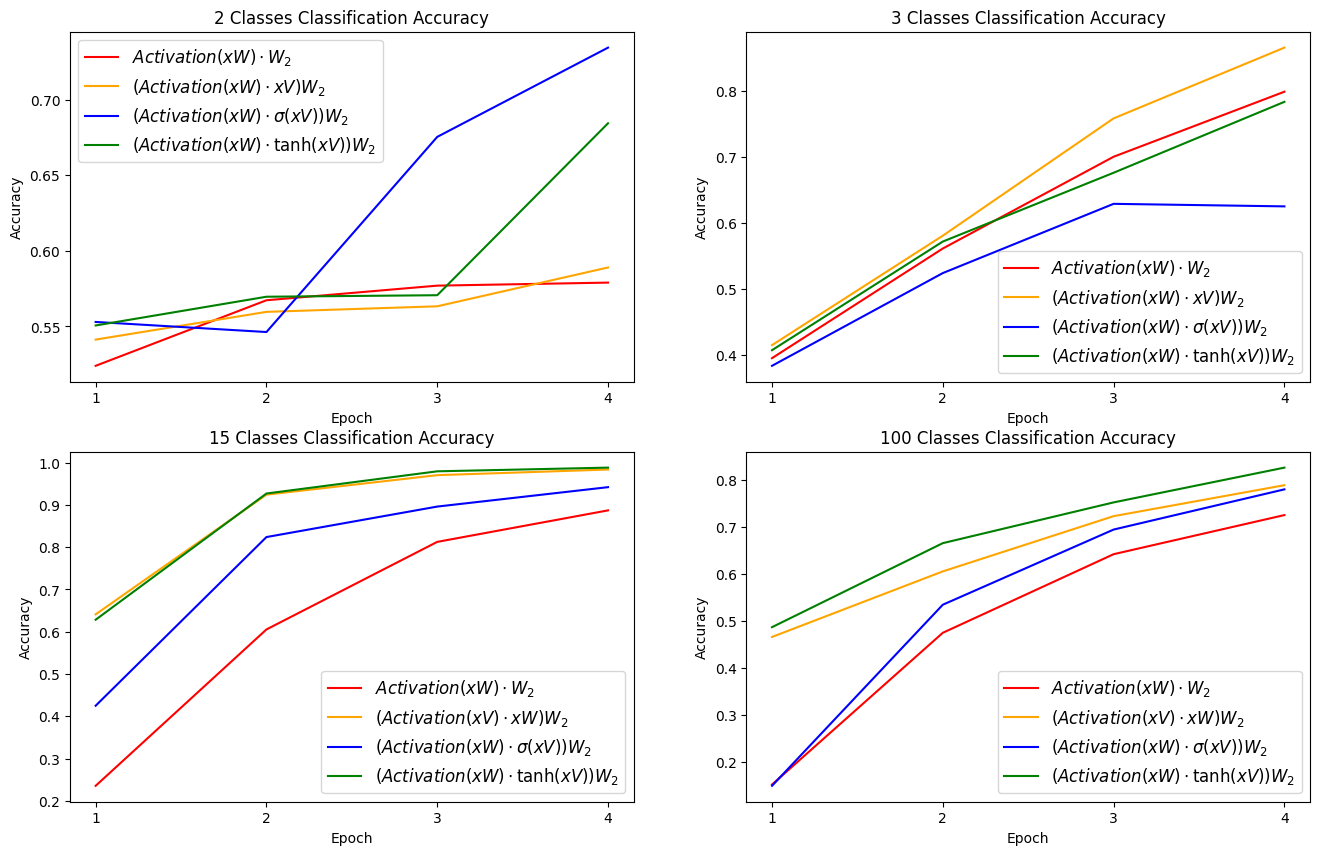 2 Classes Classification Accuracy
Activation(xW) · W₂
(Activation(xW) · xV)W₂
(Activation(xW) · σ(xV))W₂
(Activation(xW) · tanh(xV))W₂
Accuracy
0.70
0.65
0.60
0.55
1 2 3 4
Epoch
3 Classes Classification Accuracy
Accuracy
0.8
0.7
0.6
0.5
0.4
Activation(xW) · W₂
(Activation(xW) · xV)W₂
(Activation(xW) · σ(xV))W₂
(Activation(xW) · tanh(xV))W₂
1 2 3 4
Epoch
15 Classes Classification Accuracy
Accuracy
1.0
0.9
0.8
0.7
0.6
0.5
0.4
0.3
0.2
Activation(xW) · W₂
(Activation(xV) · xW)W₂
(Activation(xW) · σ(xV))W₂
(Activation(xW) · tanh(xV))W₂
1 2 3 4
Epoch
100 Classes Classification Accuracy
Accuracy
0.8
0.7
0.6
0.5
0.4
0.3
0.2
Activation(xW) · W₂
(Activation(xV) · xW)W₂
(Activation(xW) · σ(xV))W₂
(Activation(xW) · tanh(xV))W₂
1 2 3 4
Epoch